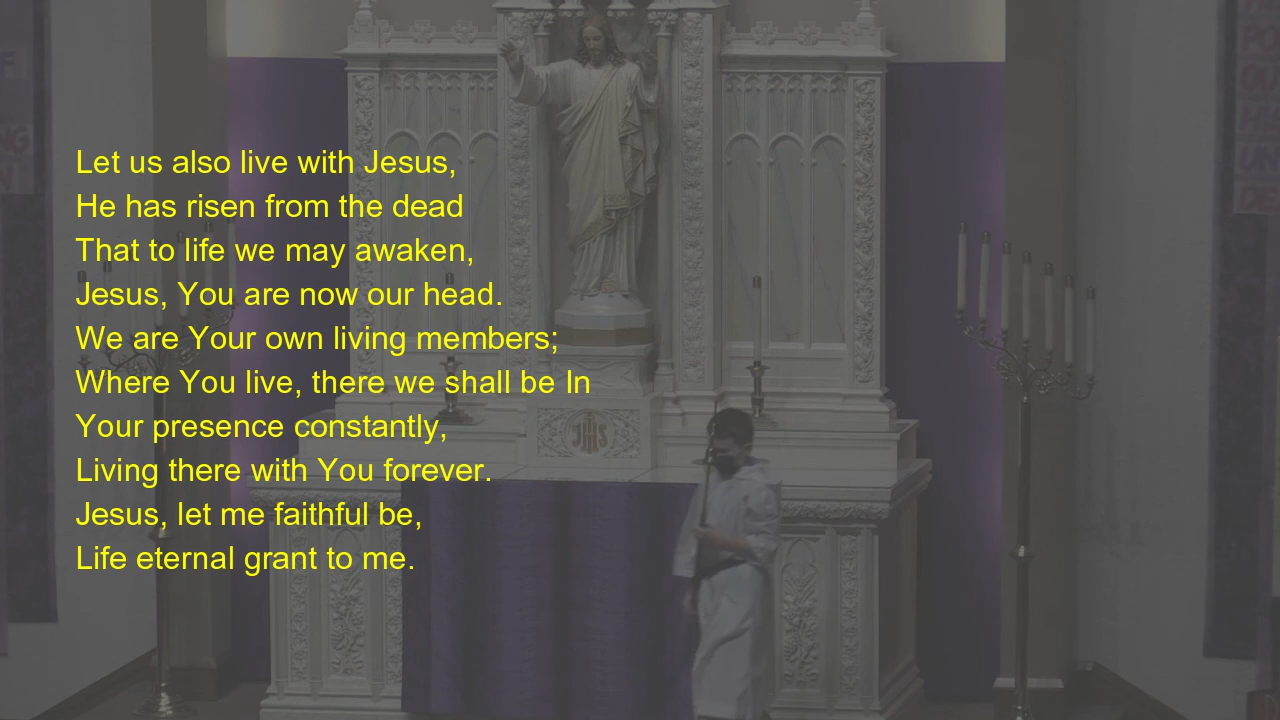 Let us also live with Jesus,
He has risen from the dead
That to life we may awaken,
Jesus, You are now our head.
We are Your own living members;
Where You live, there we shall be In
Your presence constantly,
Living there with You forever.
Jesus, let me faithful be,
Life eternal grant to me.
JHS